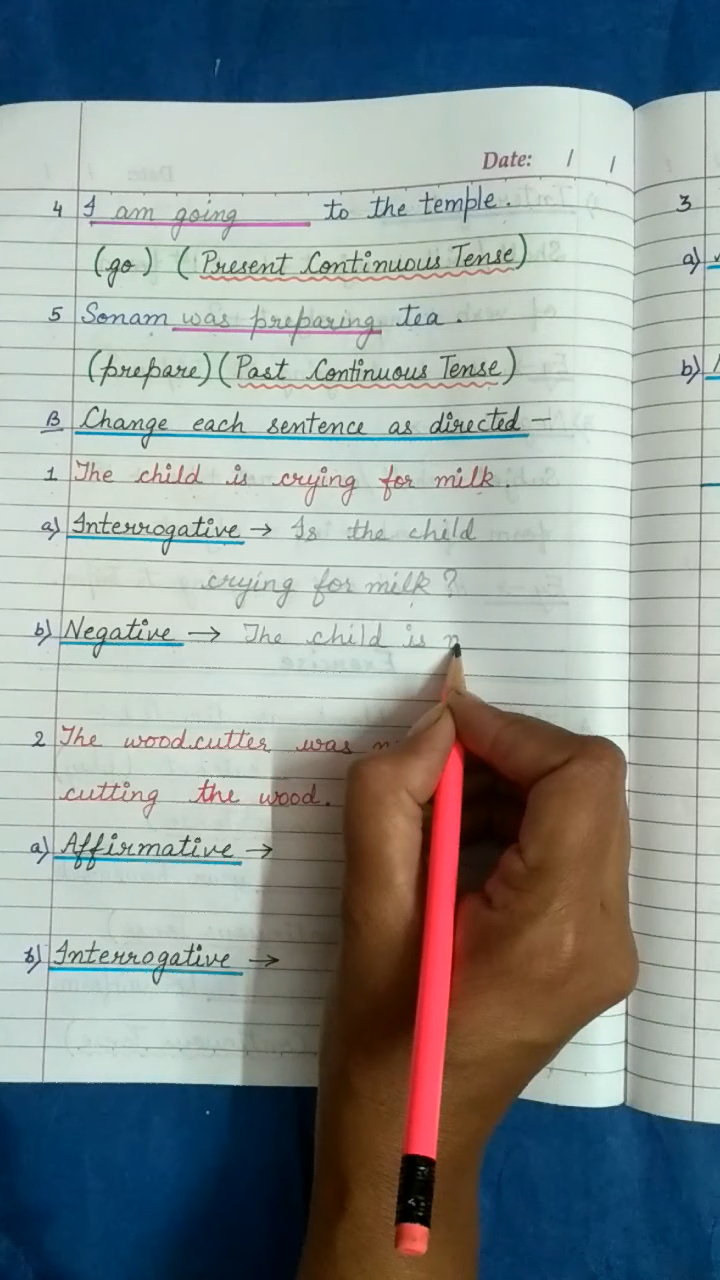 Date: / /
4 I am going to the temple.
(go) (Present Continuous Tense)
5 Sonam was preparing tea.
(prepare) (Past Continuous Tense)
B Change each sentence as directed —
1 The child is crying for milk.
a) Interrogative → Is the child
crying for milk?
b) Negative → The child is n
2 The woodcutter was
cutting the wood.
a) Affirmative →
b) Interrogative →
3
a)
b)